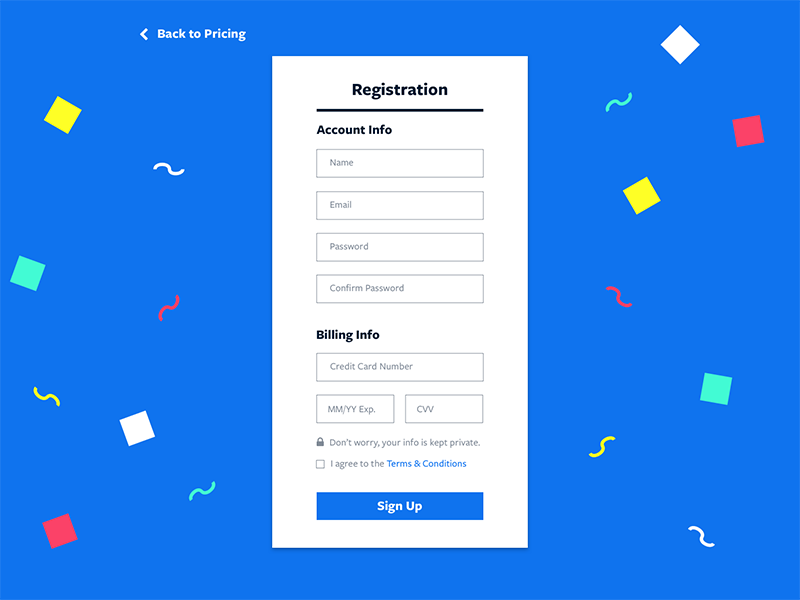 Back to Pricing
Registration
Account Info
Name
Email
Password
Confirm Password
Billing Info
Credit Card Number
MM/YY Exp. CVV
Don't worry, your info is kept private.
I agree to the Terms & Conditions
Sign Up